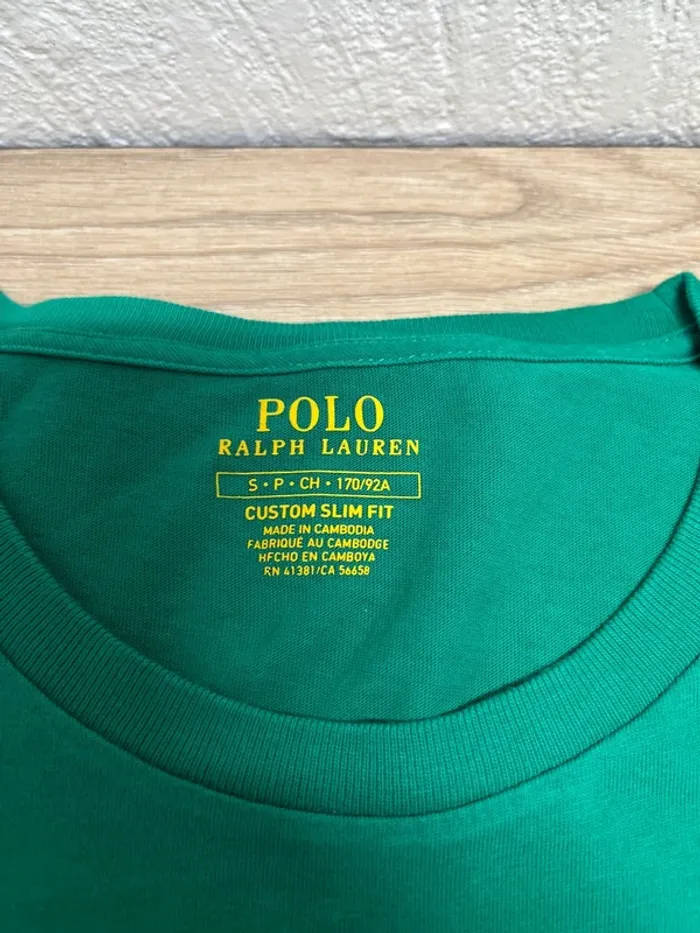 POLO
RALPH LAUREN
S • P • CH • 170/92A
CUSTOM SLIM FIT
MADE IN CAMBODIA
FABRIQUÉ AU CAMBODGE
HFCHO EN CAMBOYA
RN 41381/CA 56658